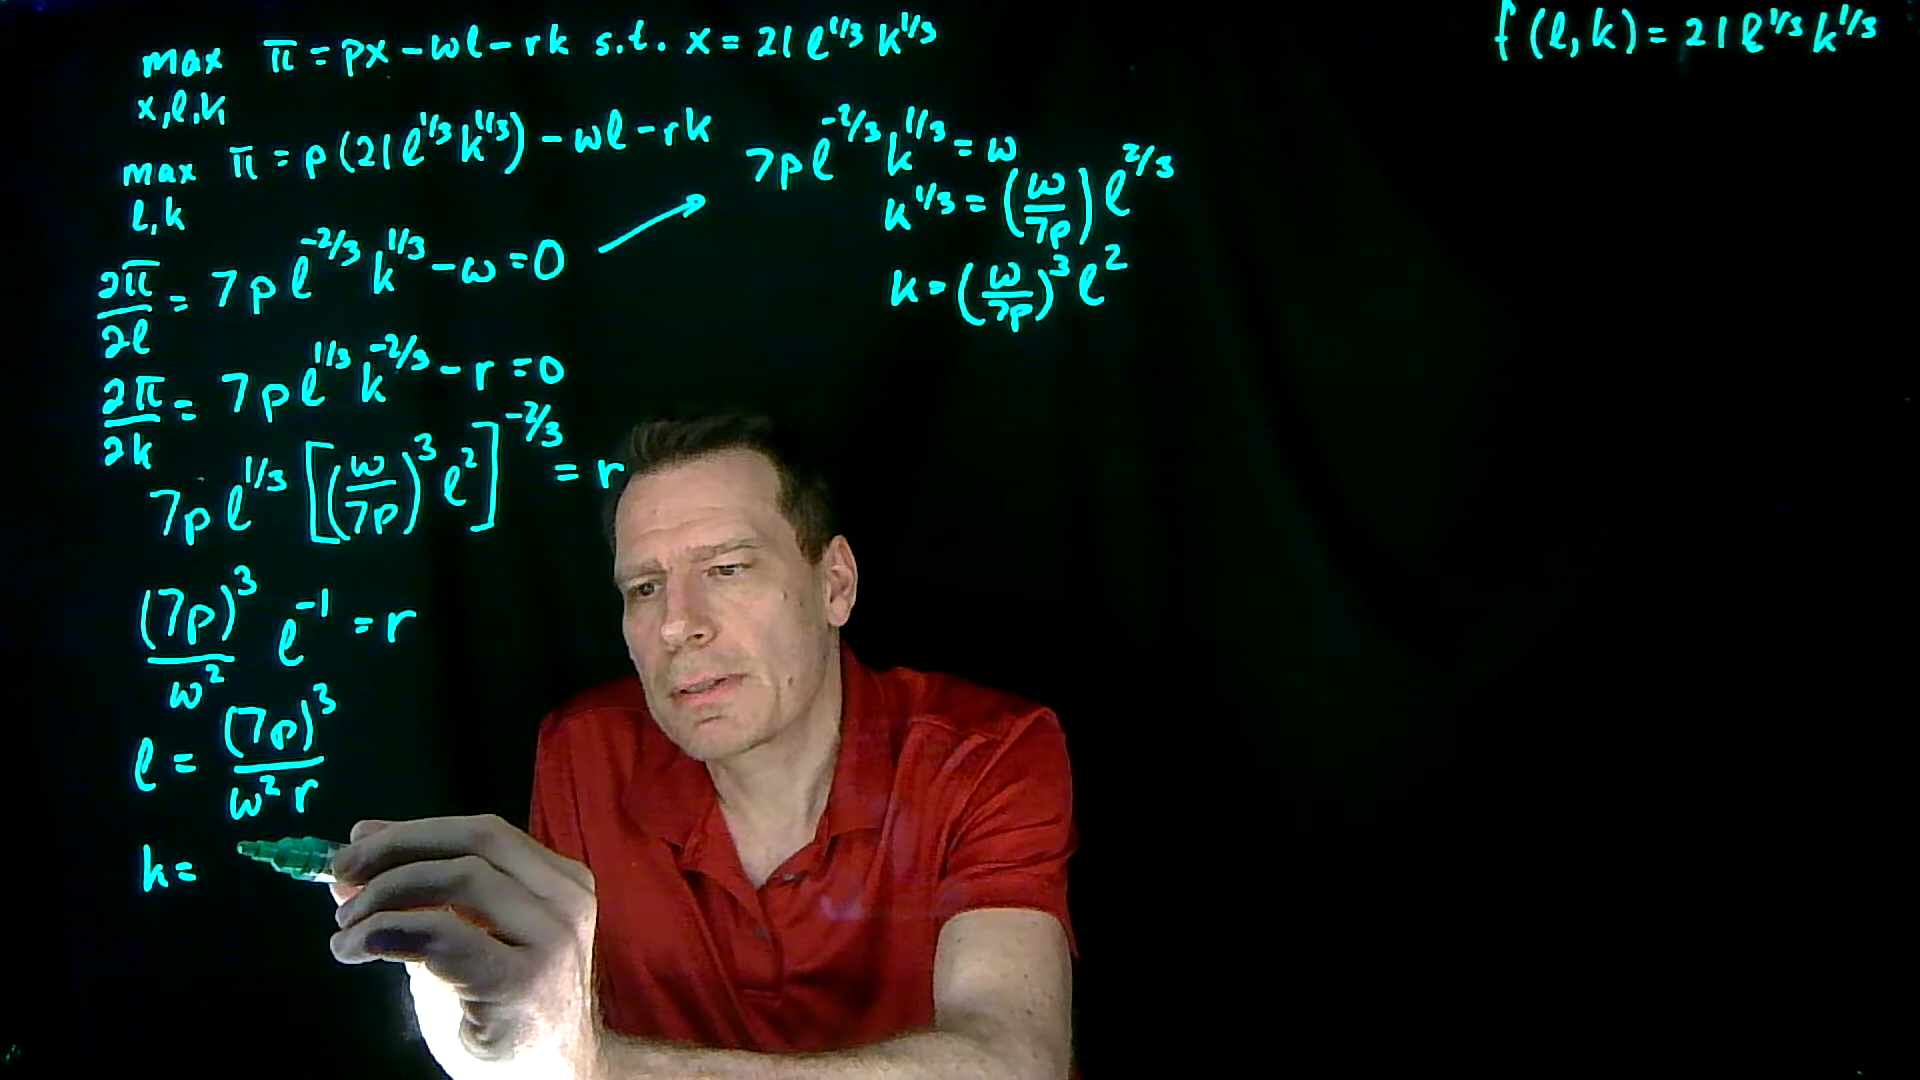 max π = px - wl - rk s.t. x = 21 l^{1/3} k^{1/3}
x,l,k
max π = p(21 l^{1/3} k^{1/3}) - wl - rk
l,k
∂π/∂l = 7p l^{-2/3} k^{1/3} - w = 0
∂π/∂k = 7p l^{1/3} k^{-2/3} - r = 0
7p l^{1/3} [(w/7p)^3 l^2]^{-2/3} = r
(7p)^3/w^2 l^{-1} = r
l = (7p)^3/w^2 r
k =
7p l^{-2/3} k^{1/3} = w
k^{1/3} = (w/7p) l^{2/3}
k = (w/7p)^3 l^2
f(l,k) = 21 l^{1/3} k^{1/3}